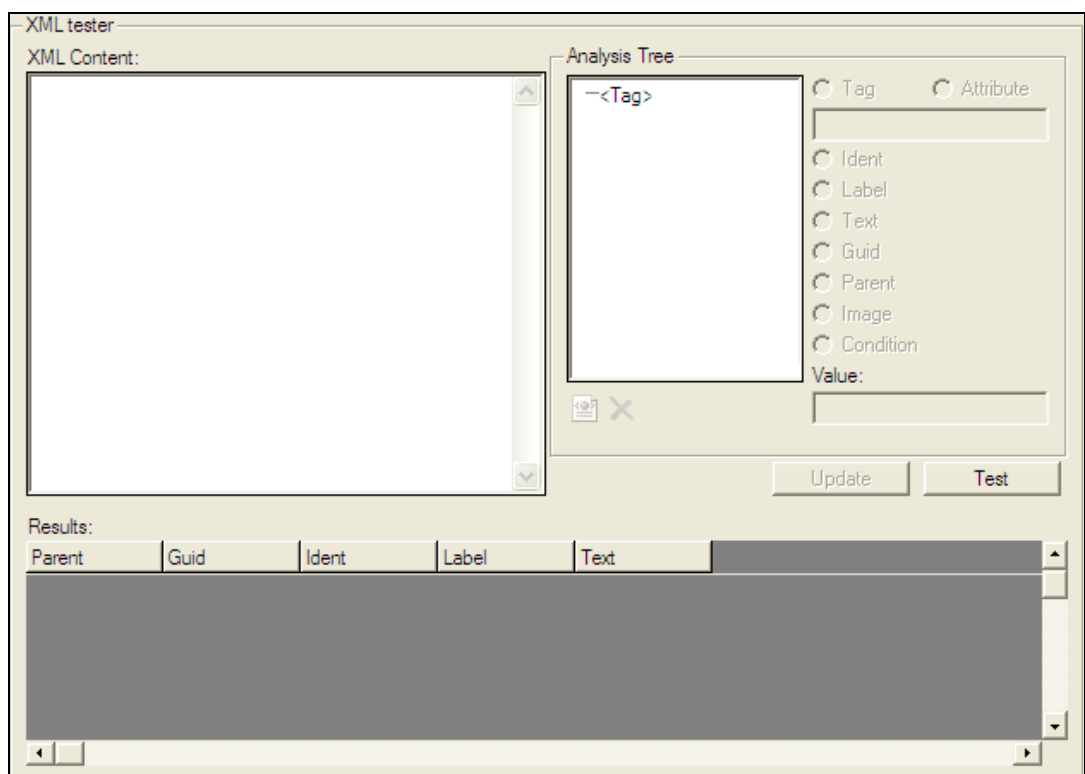 XML tester
XML Content:
Analysis Tree
<Tag>
Tag Attribute
Ident
Label
Text
Guid
Parent
Image
Condition
Value:
Update Test
Results:
Parent Guid Ident Label Text